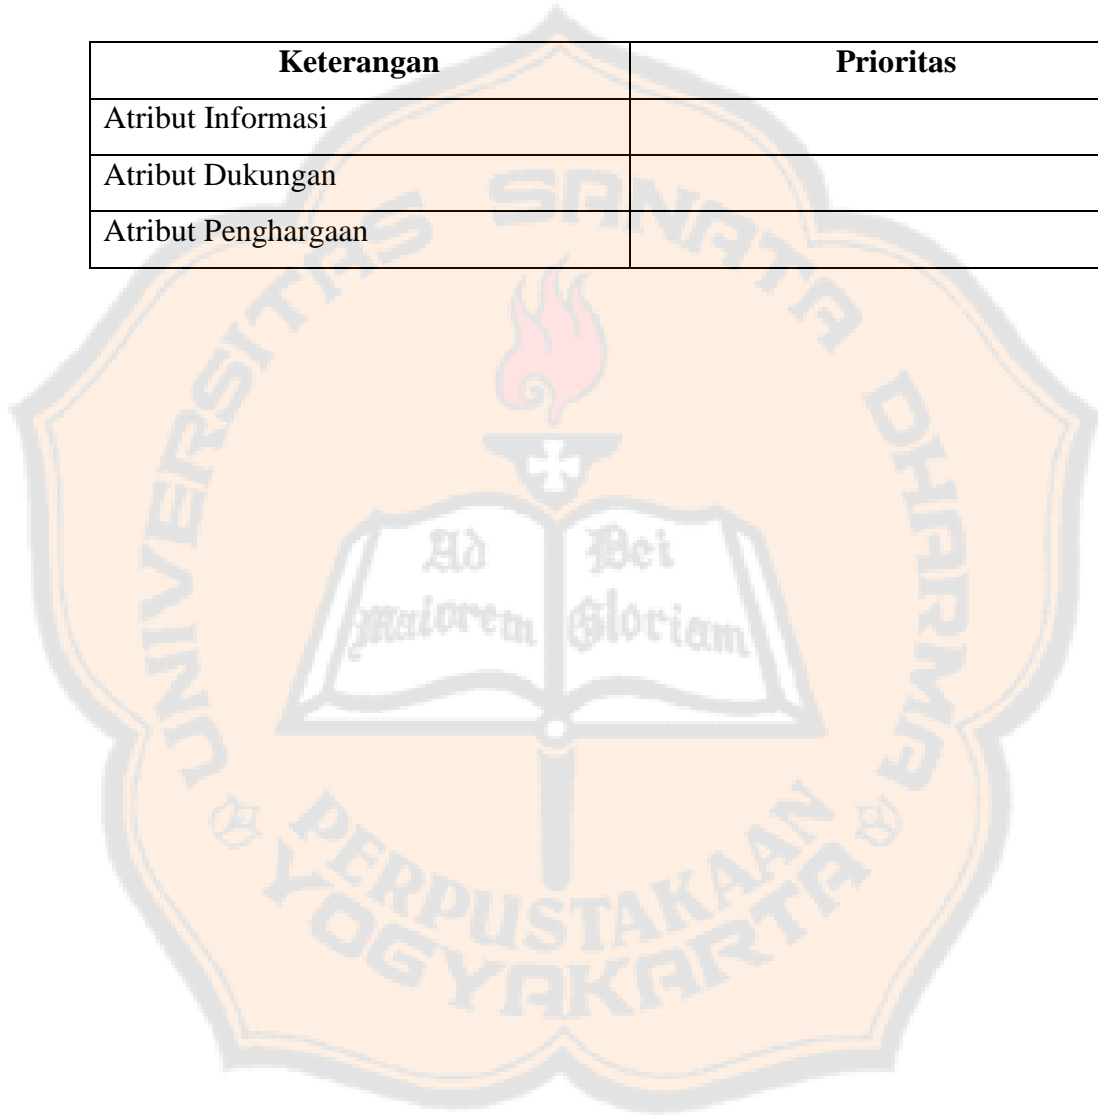 Keterangan Prioritas
Atribut Informasi
Atribut Dukungan
Atribut Penghargaan
UNIVERSITAS SANATA DHARMA
Ad Dei
Maiorem Gloriam
PERPUSTAKAAN
YOGYAKARTA